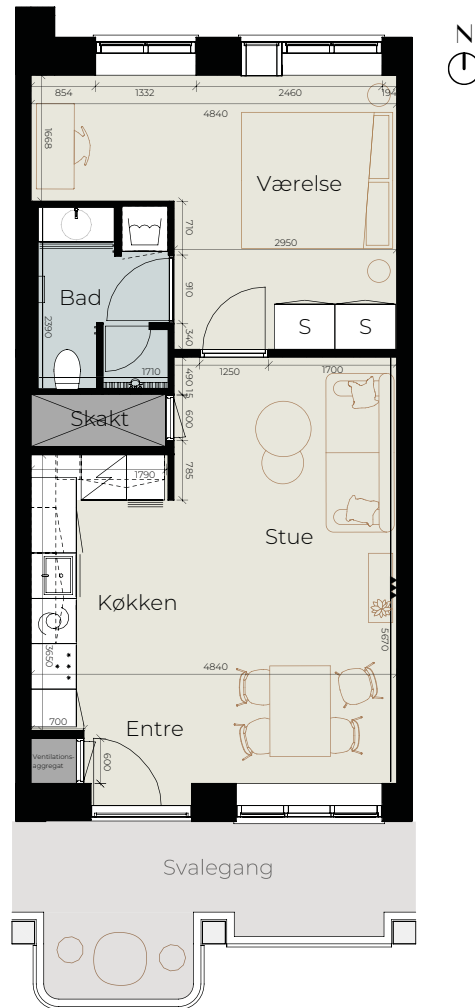 N
854 1332 2460 194
4840
1668
Værelse
710
2950
Bad
910
2390
340
S S
1710
490
15
1250 1700
600
Skakt
785
1790
Stue
Køkken
5670
3650
4840
700
Entre
600
Ventilations-
aggregat
Svalegang